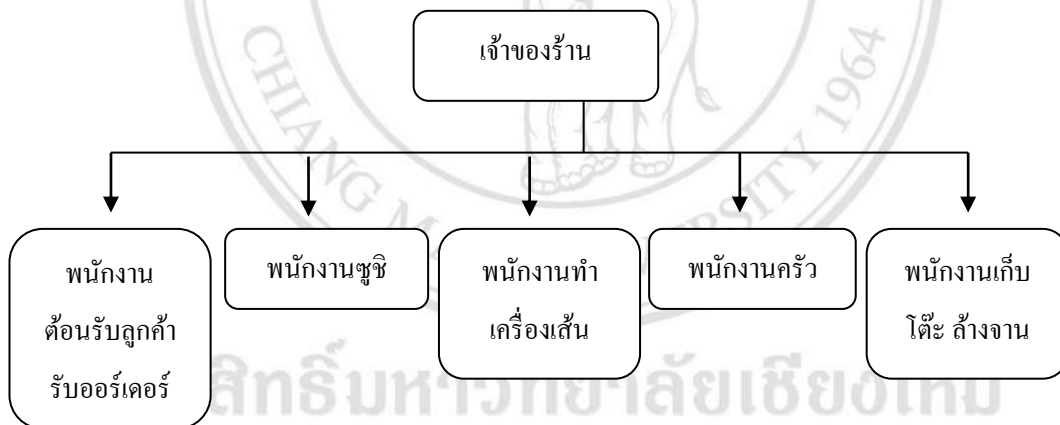 เจ้าของร้าน
พนักงาน
ต้อนรับลูกค้า
รับออร์เดอร์
พนักงานซูชิ
พนักงานทำ
เครื่องเส้น
พนักงานครัว
พนักงานเก็บ
โต๊ะ ล้างจาน
CHIANG MA
RSITY 1964
สิทธิ์มหาวิทยาลัยเชียงใหม่